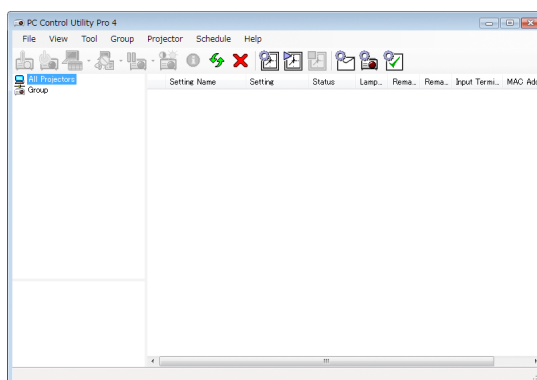 PC Control Utility Pro 4
File View Tool Group Projector Schedule Help
All Projectors
Group
Setting Name Setting Status Lamp... Rema... Rema... Input Termi... MAC Add